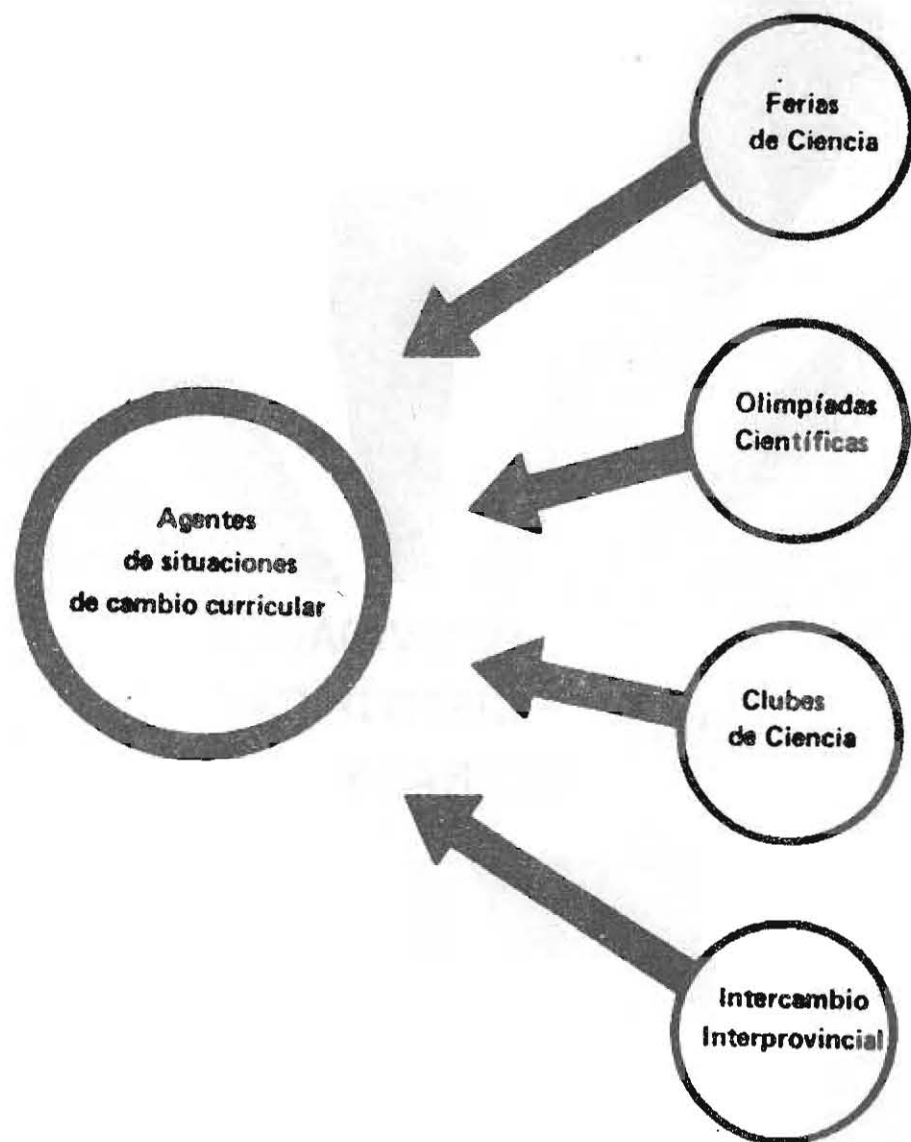 Ferias
de Ciencia
Olimpíadas
Científicas
Agentes
de situaciones
de cambio curricular
Clubes
de Ciencia
Intercambio
Interprovincial